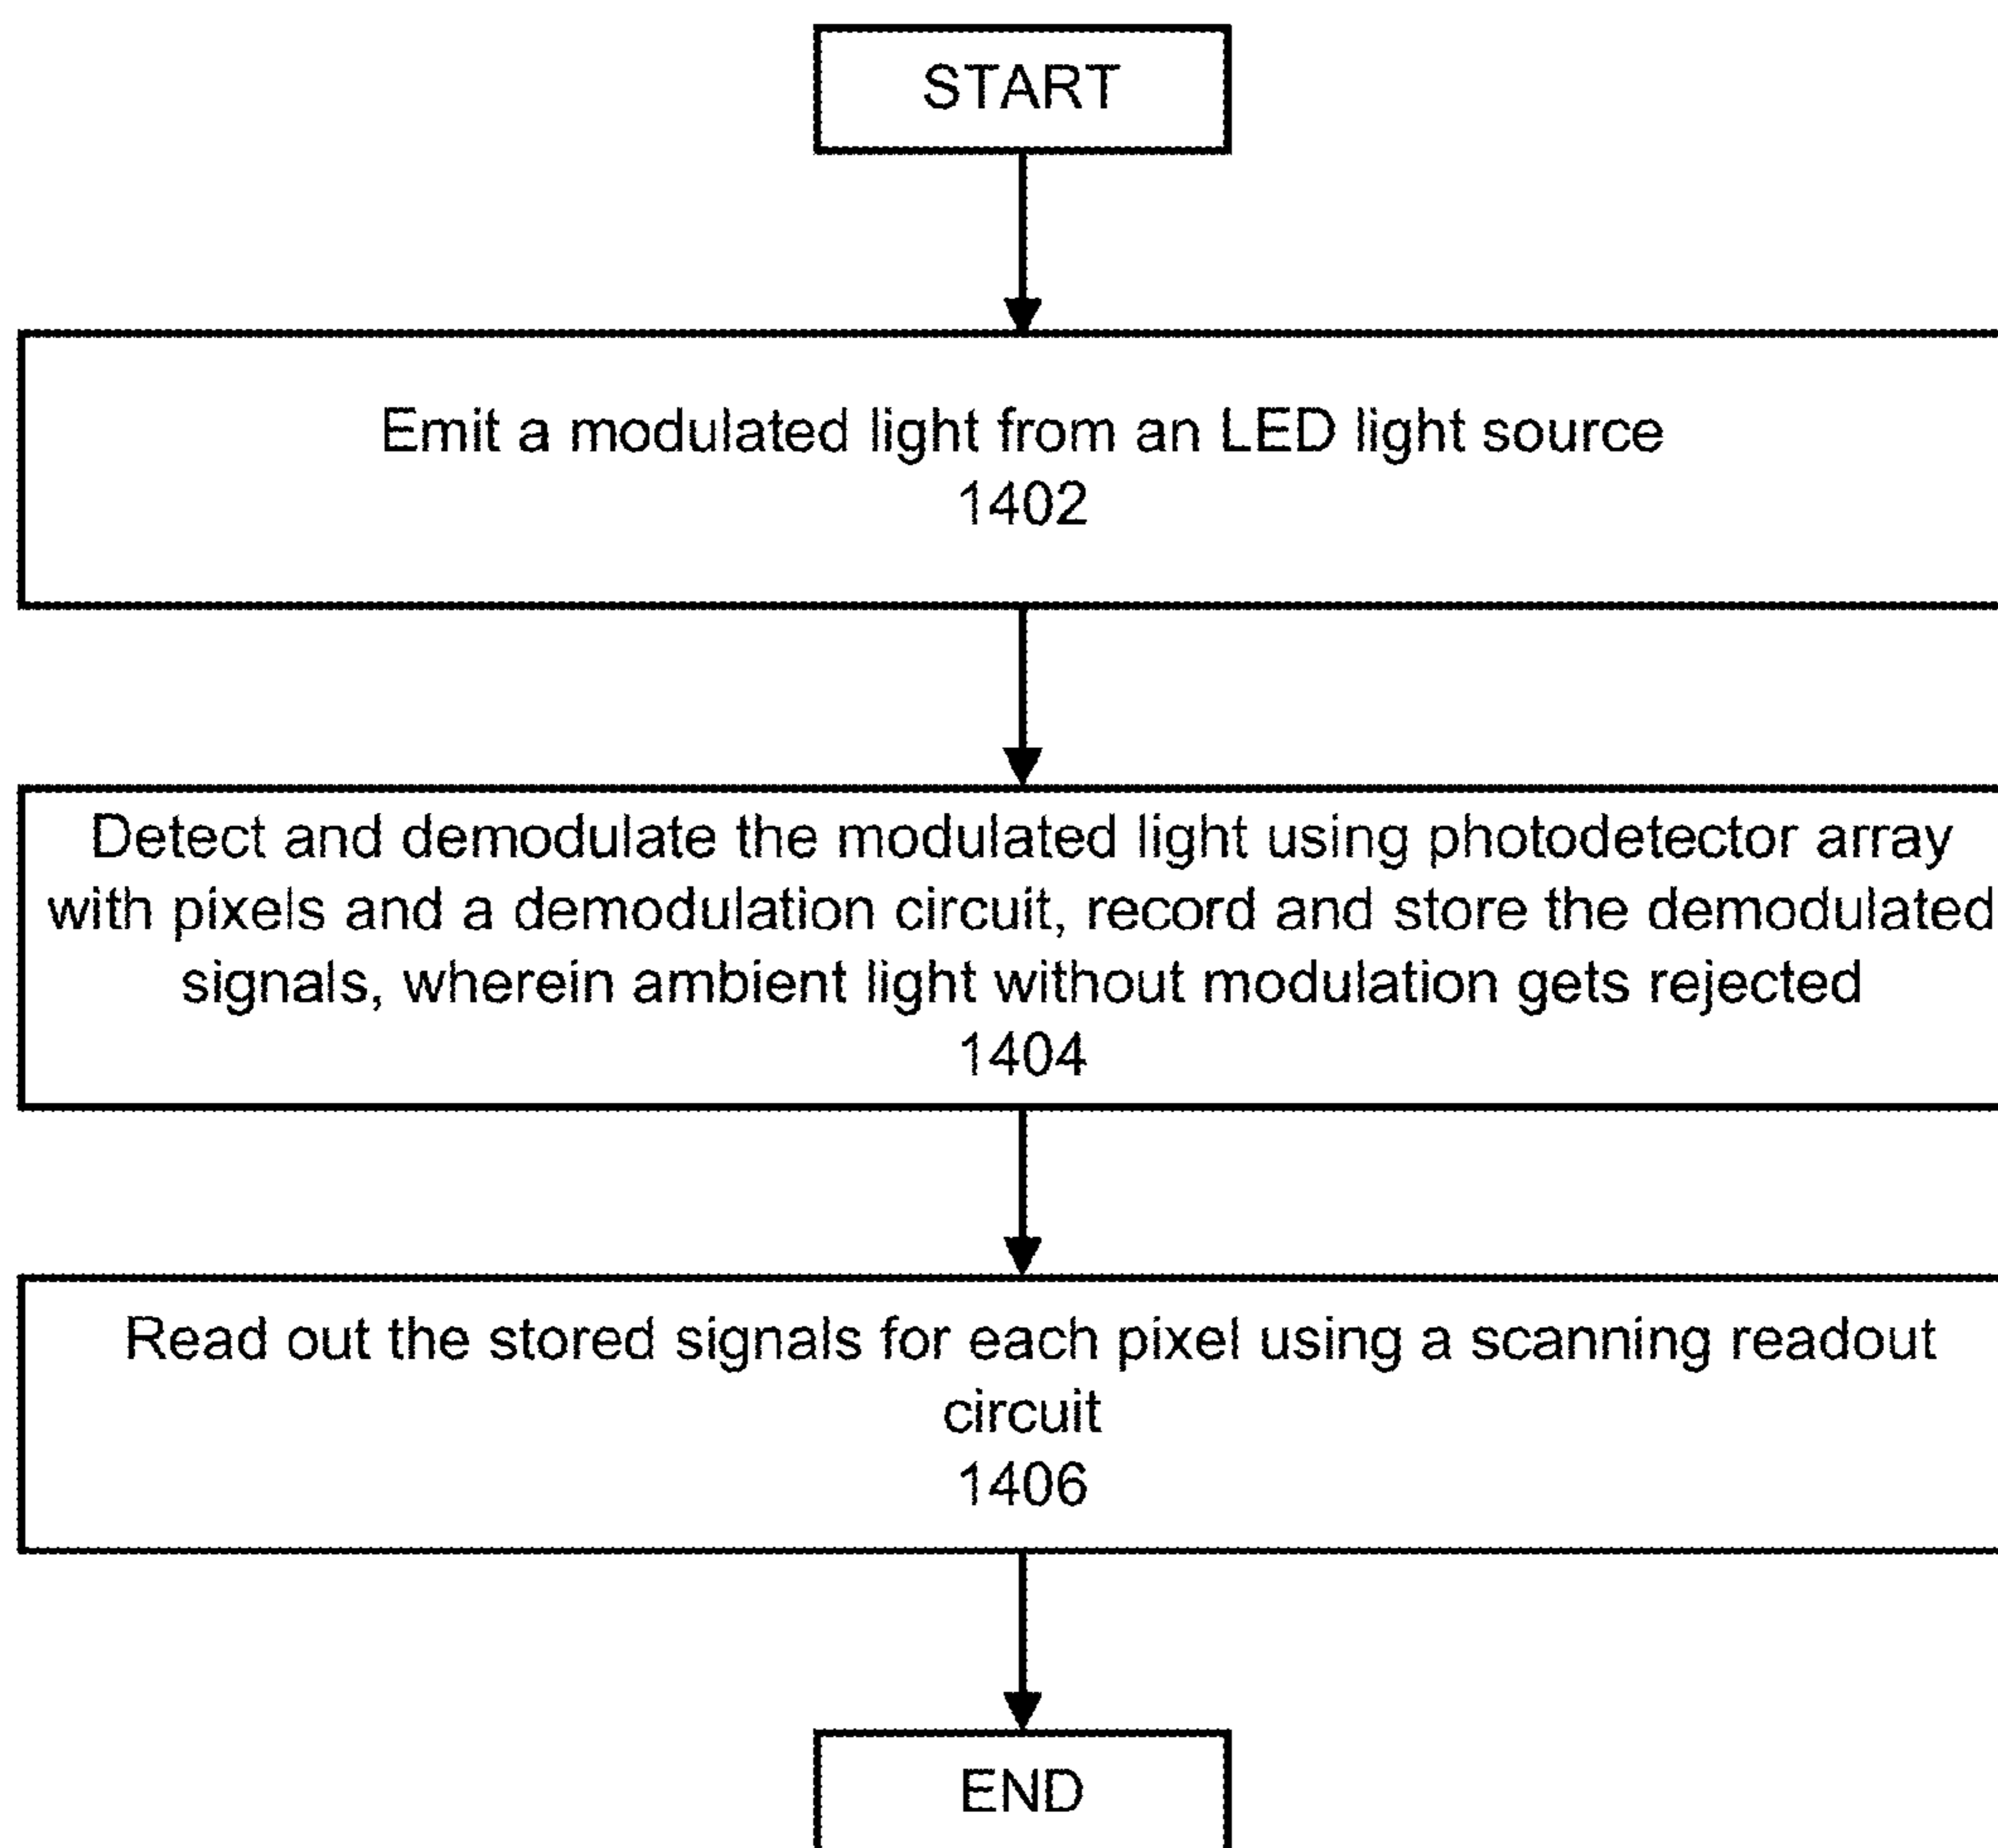 START
Emit a modulated light from an LED light source
1402
Detect and demodulate the modulated light using photodetector array
with pixels and a demodulation circuit, record and store the demodulated
signals, wherein ambient light without modulation gets rejected
1404
Read out the stored signals for each pixel using a scanning readout
circuit
1406
END